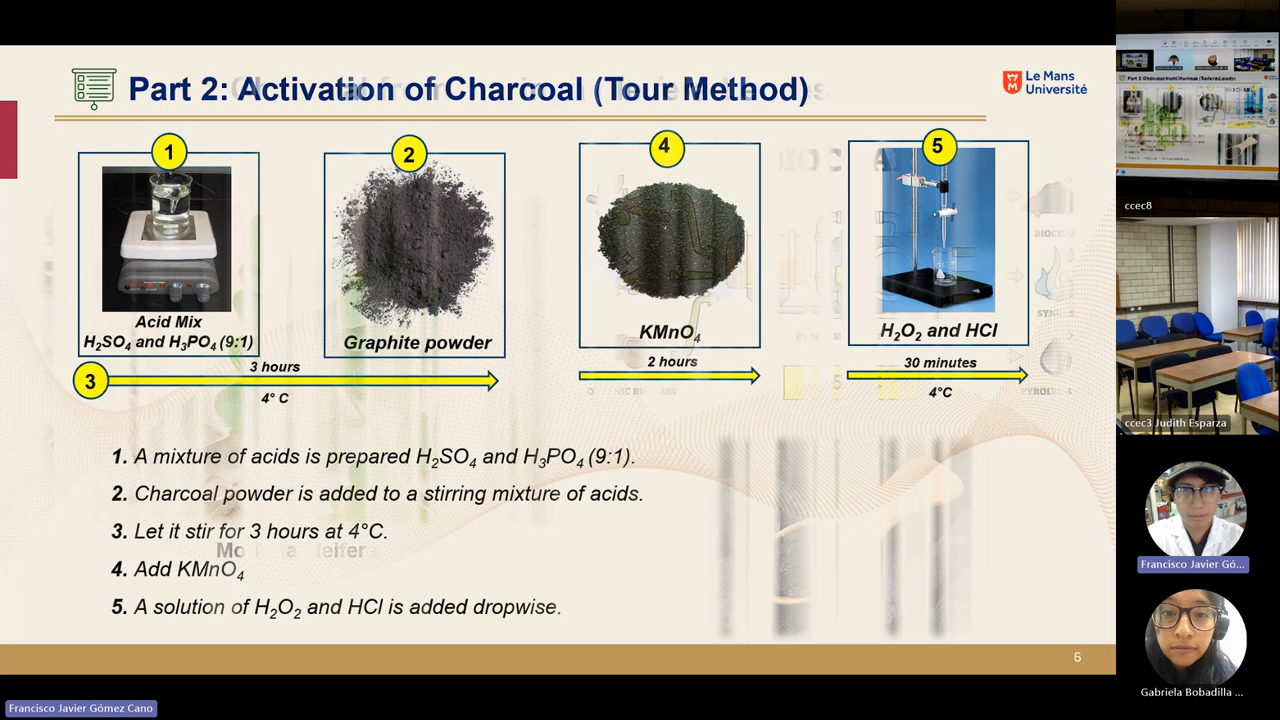 Part 2: Activation of Charcoal (Tour Method)
Le Mans
Université
1
2
4
5
Acid Mix
H₂SO₄ and H₃PO₄ (9:1)
Graphite powder
KMnO₄
H₂O₂ and HCl
3
3 hours
4° C
2 hours
30 minutes
4°C
1. A mixture of acids is prepared H₂SO₄ and H₃PO₄ (9:1).
2. Charcoal powder is added to a stirring mixture of acids.
3. Let it stir for 3 hours at 4°C.
4. Add KMnO₄
5. A solution of H₂O₂ and HCl is added dropwise.
6
Francisco Javier Gómez Cano
ccec8
ccec3 Judith Esparza
Francisco Javier Gó...
Gabriela Bobadilla ...